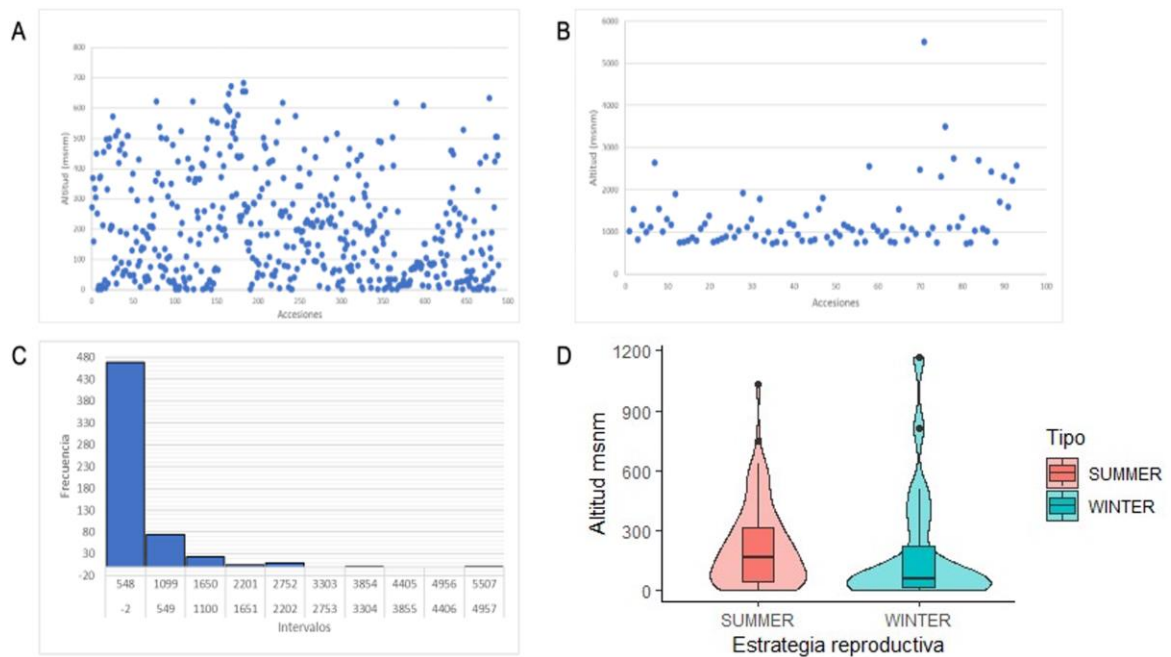 A
800
700
600
500
400
300
200
100
0
Altitud (msnm)
0 50 100 150 200 250 300 350 400 450 500
Accesiones
B
6000
5000
4000
3000
2000
1000
0
Altitud (msnm)
0 10 20 30 40 50 60 70 80 90 100
Accesiones
C
480
430
380
330
280
230
180
130
80
30
-20
Frecuencia
548 1099 1650 2201 2752 3303 3854 4405 4956 5507
-2 549 1100 1651 2202 2753 3304 3855 4406 4957
Intervalos
D
1200
900
600
300
0
Altitud msnm
SUMMER WINTER
Estrategia reproductiva
Tipo
SUMMER
WINTER